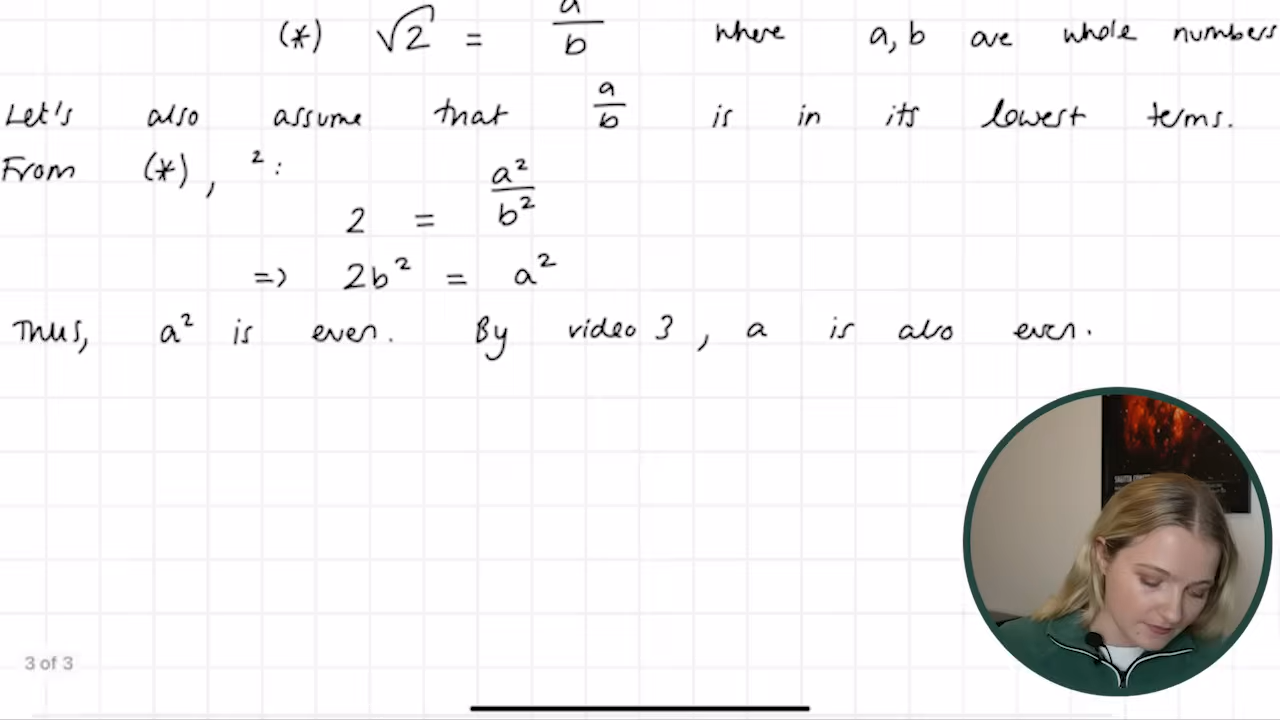 (*) √2 = a/b where a, b are whole numbers
Let's also assume that a/b is in its lowest terms.
From (*), ²:
2 = a²/b²
=> 2b² = a²
Thus, a² is even. By video 3, a is also even.
3 of 3